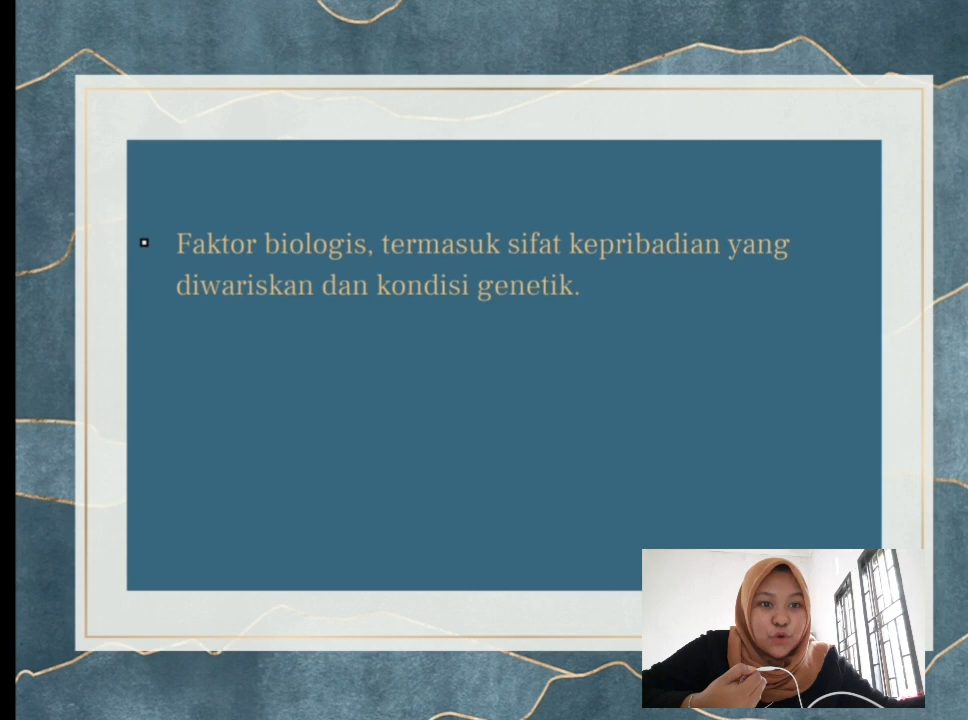 Faktor biologis, termasuk sifat kepribadian yang
diwariskan dan kondisi genetik.